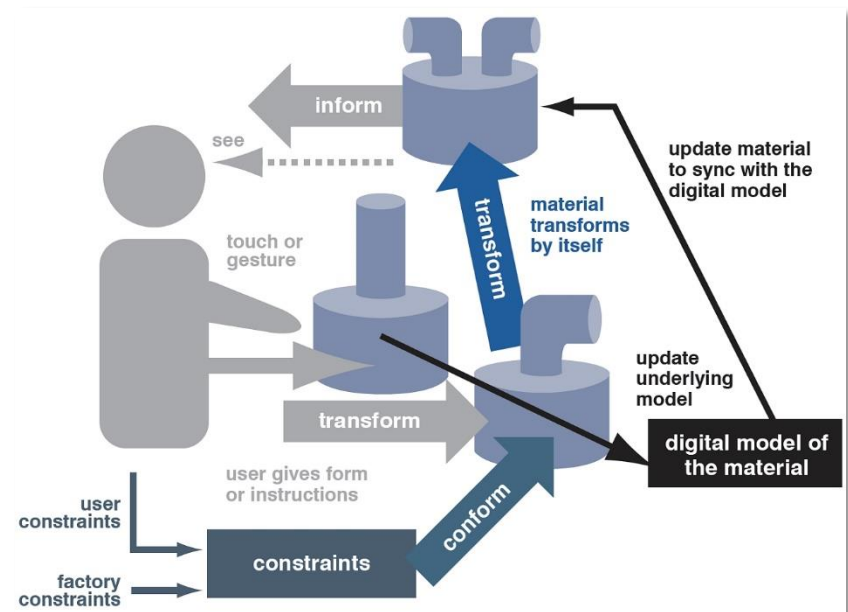 inform
see
update material
to sync with the
digital model
transform
material
transforms
by itself
touch or
gesture
update
underlying
model
transform
digital model of
the material
user gives form
or instructions
conform
user
constraints
constraints
factory
constraints